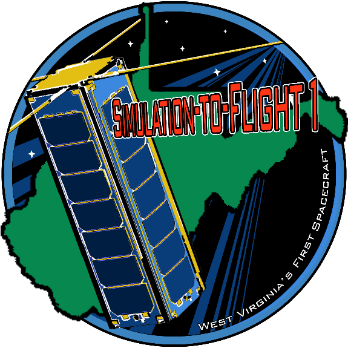 Simulation-to-Flight 1
West Virginia's First Spacecraft